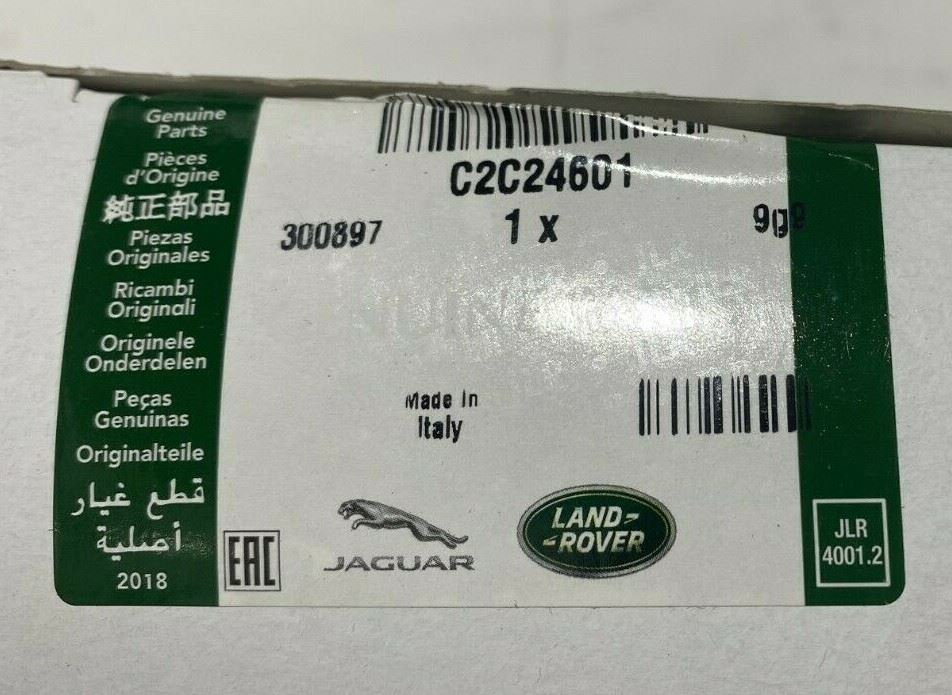 Genuine
Parts
Pièces
d'Origine
純正部品
Piezas
Originales
Ricambi
Originali
Originele
Onderdelen
Peças
Genuinas
Originalteile
قطع غيار
أصلية
2018
C2C24601
300897
1 x
Made In
Italy
EAC
JAGUAR
LAND-
-ROVER
JLR
4001.2